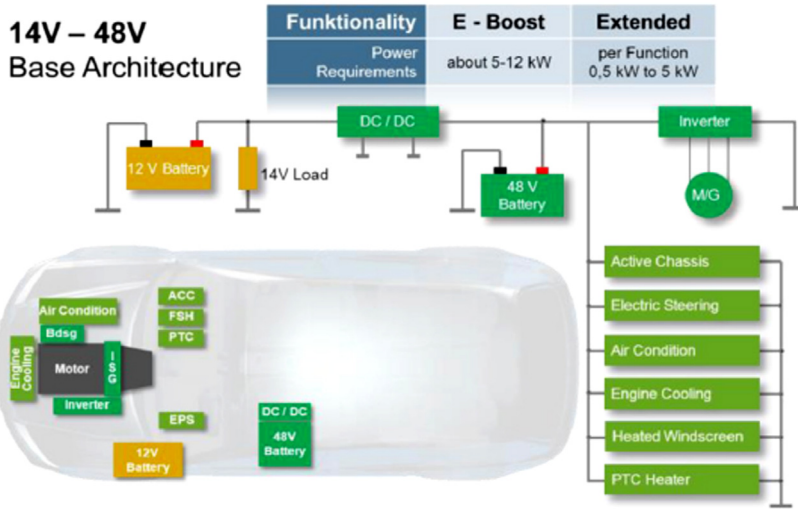 14V – 48V
Base Architecture
Funktionality E - Boost Extended
Power
Requirements
about 5-12 kW
per Function
0,5 kW to 5 kW
DC / DC
Inverter
12 V Battery
14V Load
48 V
Battery
M/G
Active Chassis
Electric Steering
Air Condition
Engine Cooling
Heated Windscreen
PTC Heater
ACC
FSH
PTC
Air Condition
Bdsg
Engine
Cooling
Motor
ISG
Inverter
EPS
DC / DC
48V
Battery
12V
Battery